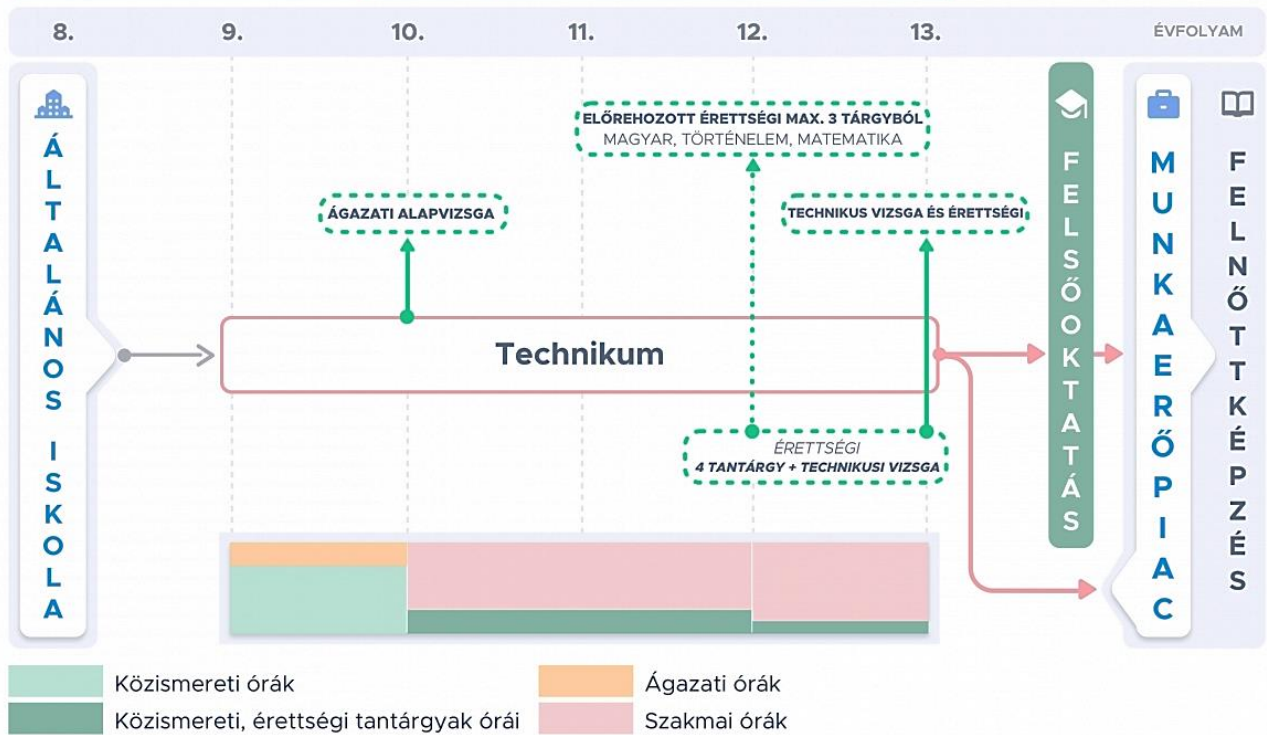 8.
9.
10.
11.
12.
13.
ÉVFOLYAM
ÁLTALÁNOS ISKOLA
ELŐREHOZOTT ÉRETTSÉGI MAX. 3 TÁRGYBÓL
MAGYAR, TÖRTÉNELEM, MATEMATIKA
ÁGAZATI ALAPVIZSGA
TECHNIKUS VIZSGA ÉS ÉRETTSÉGI
Technikum
ÉRETTSÉGI
4 TANTÁRGY + TECHNIKUSI VIZSGA
FELSŐOKTATÁS
MUNKAERŐPIAC
FELNŐTTKÉPZÉS
Közismereti órák
Ágazati órák
Közismereti, érettségi tantárgyak órái
Szakmai órák